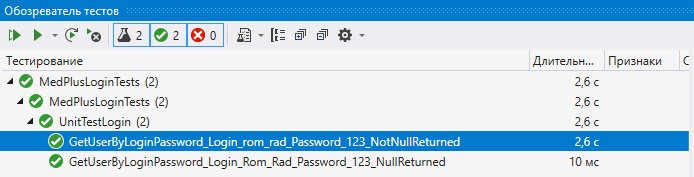 Обозреватель тестов
2 2 0
Тестирование Длительн... Признаки С
MedPlusLoginTests (2) 2,6 с
MedPlusLoginTests (2) 2,6 с
UnitTestLogin (2) 2,6 с
GetUserByLoginPassword_Login_rom_rad_Password_123_NotNullReturned 2,6 с
GetUserByLoginPassword_Login_Rom_Rad_Password_123_NullReturned 10 мс